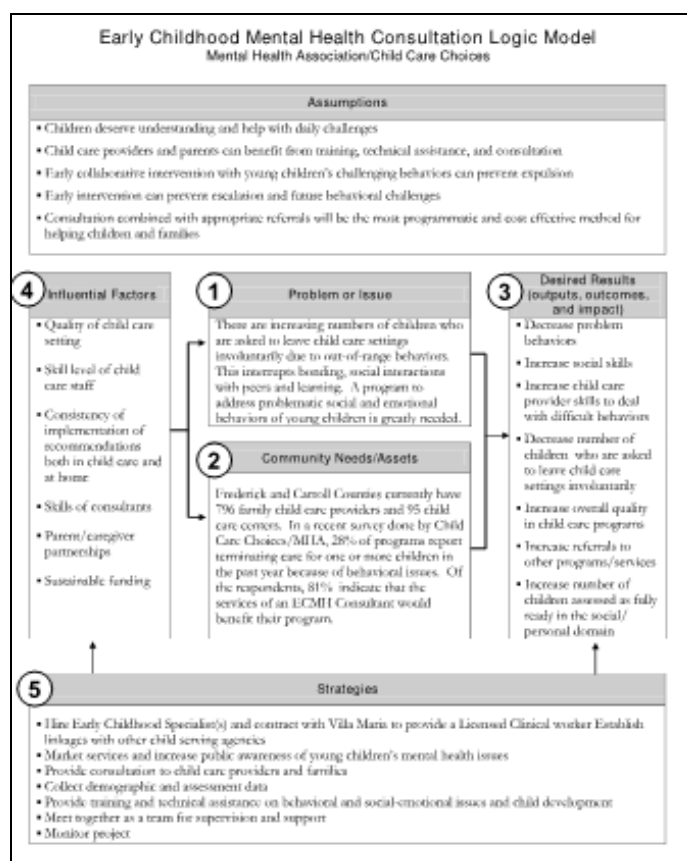 Early Childhood Mental Health Consultation Logic Model
Mental Health Association/Child Care Choices
Assumptions
▪ Children deserve understanding and help with daily challenges
▪ Child care providers and parents can benefit from training, technical assistance, and consultation
▪ Early collaborative intervention with young children's challenging behaviors can prevent expulsion
▪ Early intervention can prevent escalation and future behavioral challenges
▪ Consultation combined with appropriate referrals will be the most programmatic and cost effective method for
helping children and families
4
Influential Factors
▪ Quality of child care
setting
▪ Skill level of child
care staff
▪ Consistency of
implementation of
recommendations
both in child care and
at home
▪ Skills of consultants
▪ Parent/caregiver
partnerships
▪ Sustainable funding
1
Problem or Issue
There are increasing numbers of children who
are asked to leave child care settings
involuntarily due to out-of-range behaviors.
This interrupts bonding, social interactions
with peers and learning. A program to
address problematic social and emotional
behaviors of young children is greatly needed.
2
Community Needs/Assets
Frederick and Carroll Counties currently have
796 family child care providers and 95 child
care centers. In a recent survey done by Child
Care Choices/MHA, 28% of programs report
terminating care for one or more children in
the past year because of behavioral issues. Of
the respondents, 81% indicate that the
services of an ECMH Consultant would
benefit their program.
3
Desired Results
(outputs, outcomes,
and impact)
▪ Decrease problem
behaviors
▪ Increase social skills
▪ Increase child care
provider skills to deal
with difficult behaviors
▪ Decrease number of
children who are asked
to leave child care
settings involuntarily
▪ Increase overall quality
in child care programs
▪ Increase referrals to
other programs/services
▪ Increase number of
children assessed as fully
ready in the social/
personal domain
5
Strategies
▪ Hire Early Childhood Specialist(s) and contract with Villa Maria to provide a Licensed Clinical worker Establish
linkages with other child serving agencies
▪ Market services and increase public awareness of young children's mental health issues
▪ Provide consultation to child care providers and families
▪ Collect demographic and assessment data
▪ Provide training and technical assistance on behavioral and social-emotional issues and child development
▪ Meet together as a team for supervision and support
▪ Monitor project